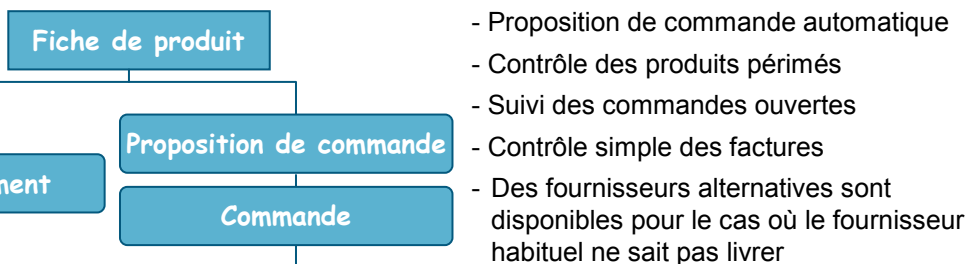 Fiche de produit
Proposition de commande
ment
Commande
- Proposition de commande automatique
- Contrôle des produits périmés
- Suivi des commandes ouvertes
- Contrôle simple des factures
- Des fournisseurs alternatives sont
disponibles pour le cas où le fournisseur
habituel ne sait pas livrer